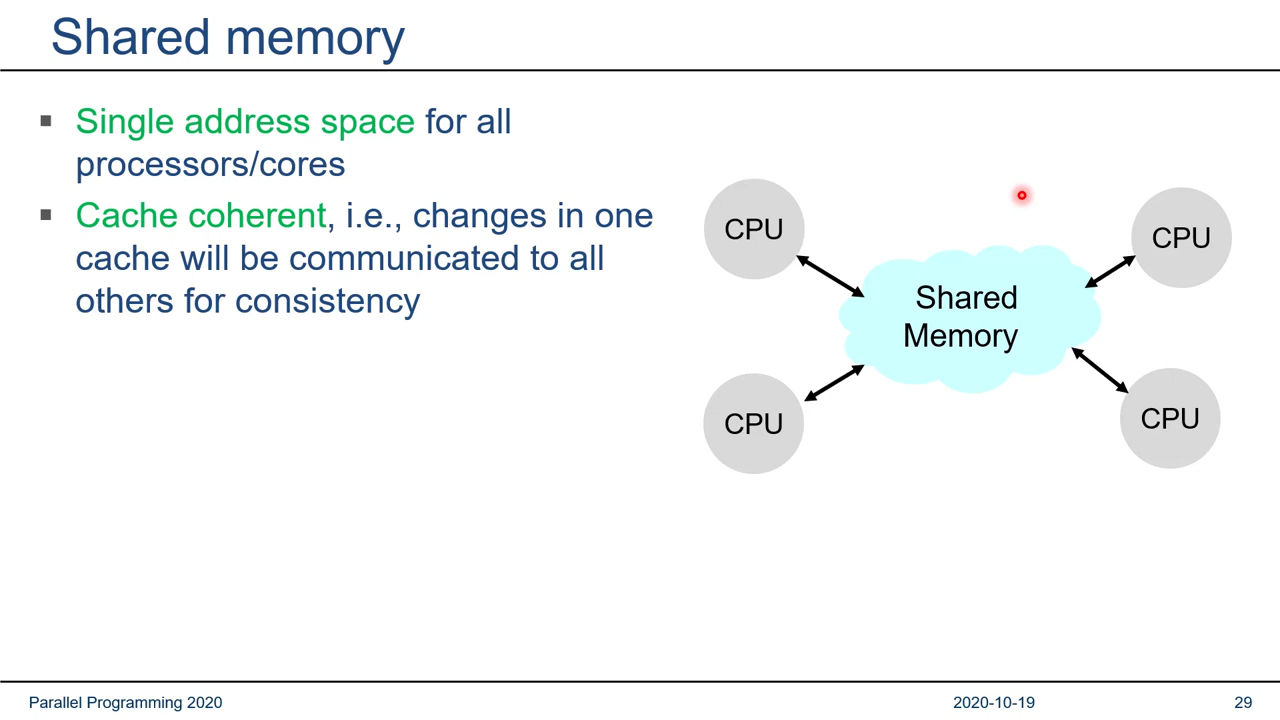 Shared memory
Single address space for all
processors/cores
Cache coherent, i.e., changes in one
cache will be communicated to all
others for consistency
CPU
CPU
Shared
Memory
CPU
CPU
Parallel Programming 2020
2020-10-19
29